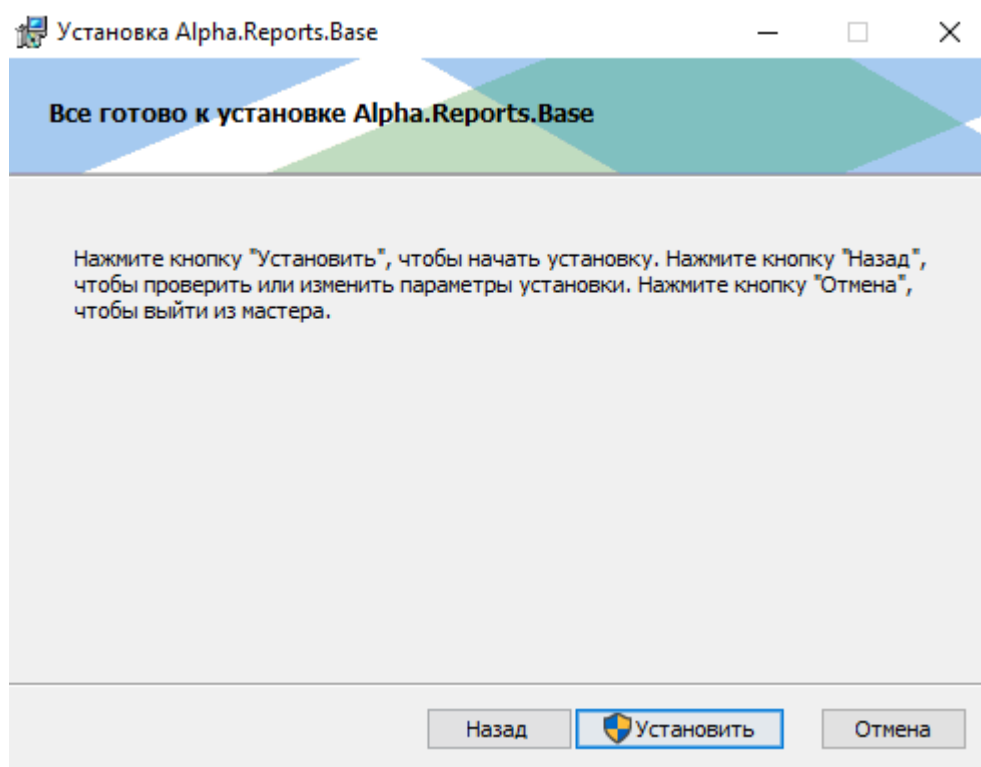 Установка Alpha.Reports.Base
Все готово к установке Alpha.Reports.Base
Нажмите кнопку "Установить", чтобы начать установку. Нажмите кнопку "Назад",
чтобы проверить или изменить параметры установки. Нажмите кнопку "Отмена",
чтобы выйти из мастера.
Назад
Установить
Отмена